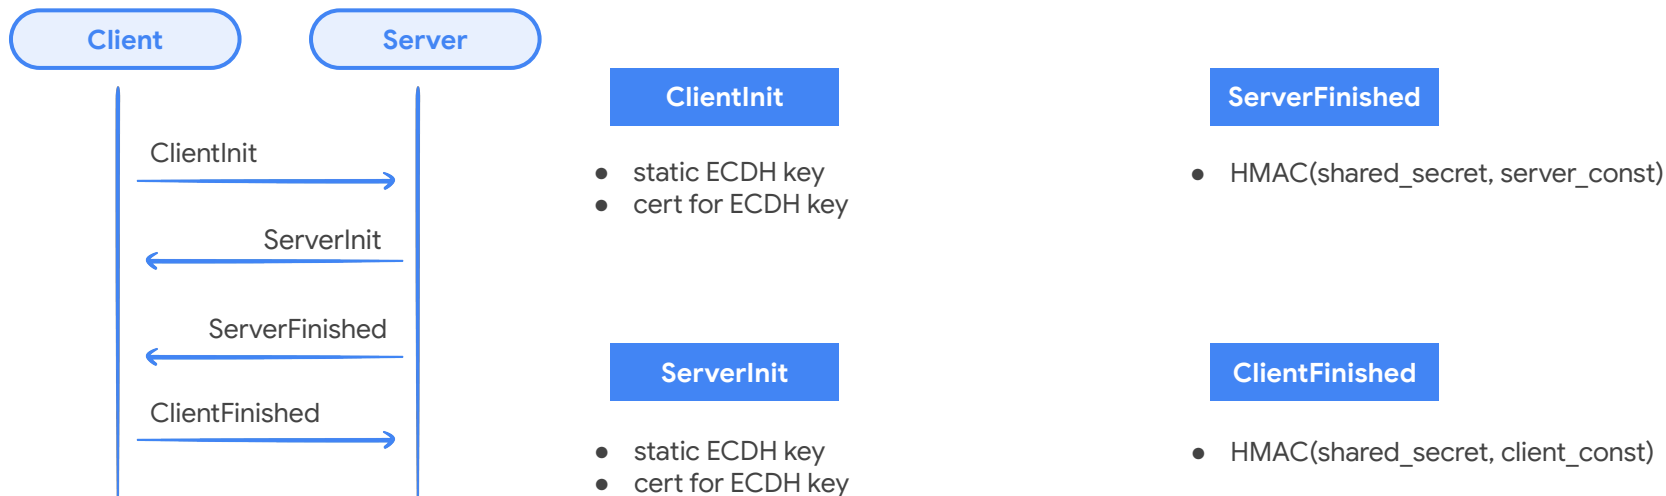 Client
Server
ClientInit
ServerInit
ServerFinished
ClientFinished
ClientInit
● static ECDH key
● cert for ECDH key
ServerInit
● static ECDH key
● cert for ECDH key
ServerFinished
● HMAC(shared_secret, server_const)
ClientFinished
● HMAC(shared_secret, client_const)